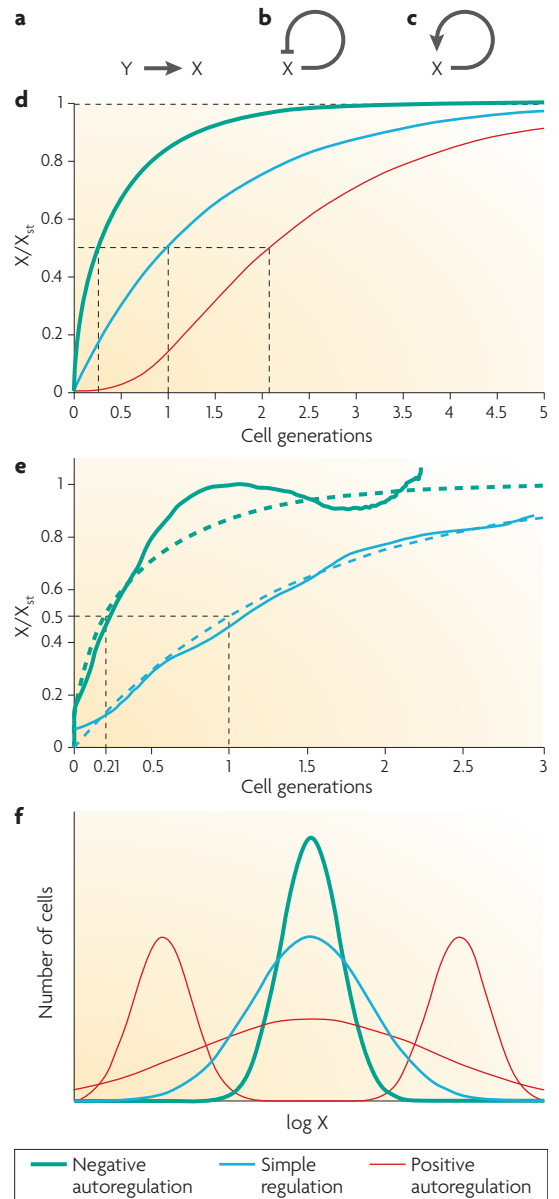 a
b
c
Y X
X
X
d
1
0.8
0.6
0.4
0.2
0
X/Xst
0 0.5 1 1.5 2 2.5 3 3.5 4 4.5 5
Cell generations
e
1
0.8
0.6
0.5
0.4
0.2
0
X/Xst
0 0.21 0.5 1 1.5 2 2.5 3
Cell generations
f
Number of cells
log X
Negative autoregulation
Simple regulation
Positive autoregulation